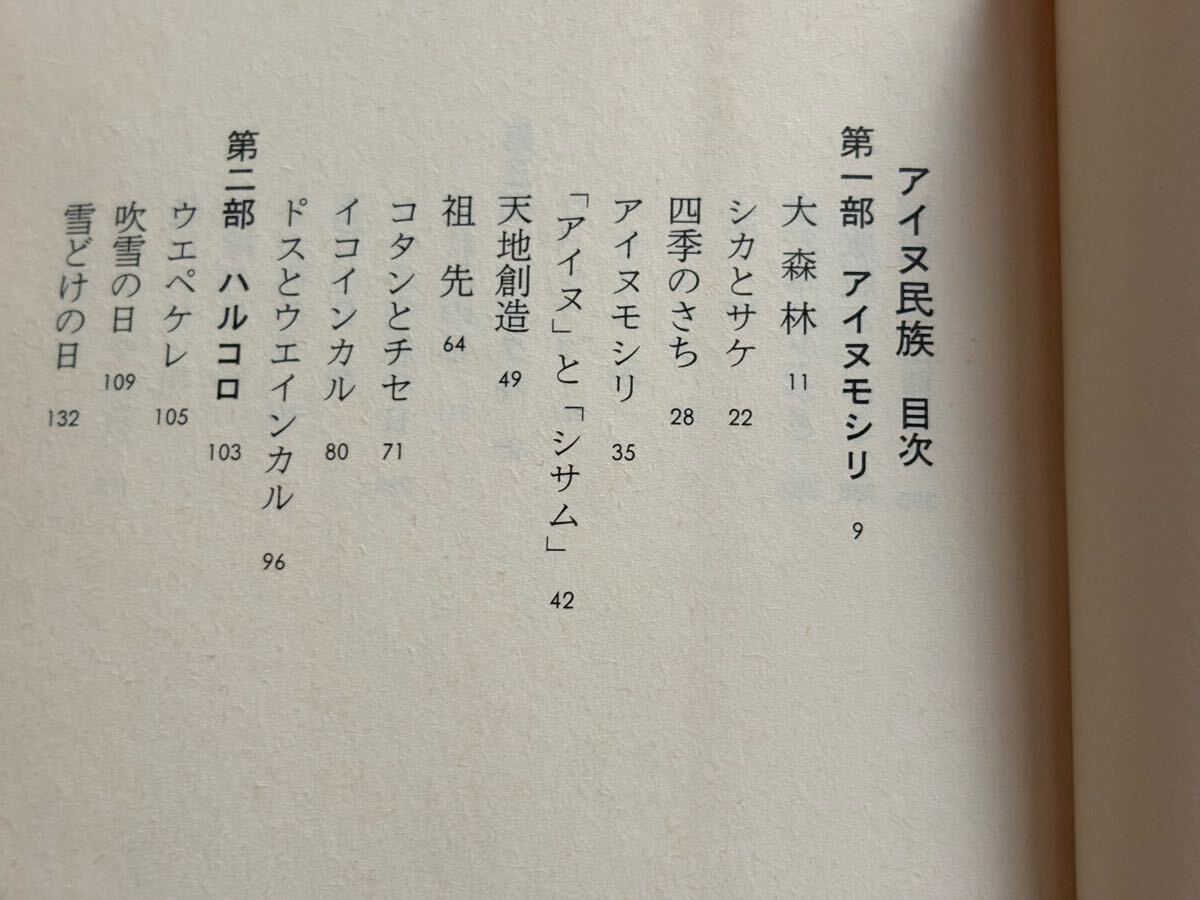 アイヌ民族 目次
第一部 アイヌモシリ 9
大森林 11
シカとサケ 22
四季のさち 28
アイヌモシリ 35
「アイヌ」と「シサム」 42
天地創造 49
祖先 64
コタンとチセ 71
イコインカル 80
ドスとウエインカル 96
第二部 ハルコロ 103
ウエペケレ 105
吹雪の日 109
雪どけの日 132